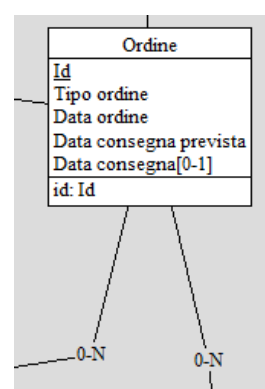 Ordine
Id
Tipo ordine
Data ordine
Data consegna prevista
Data consegna[0-1]
id: Id
0-N
0-N